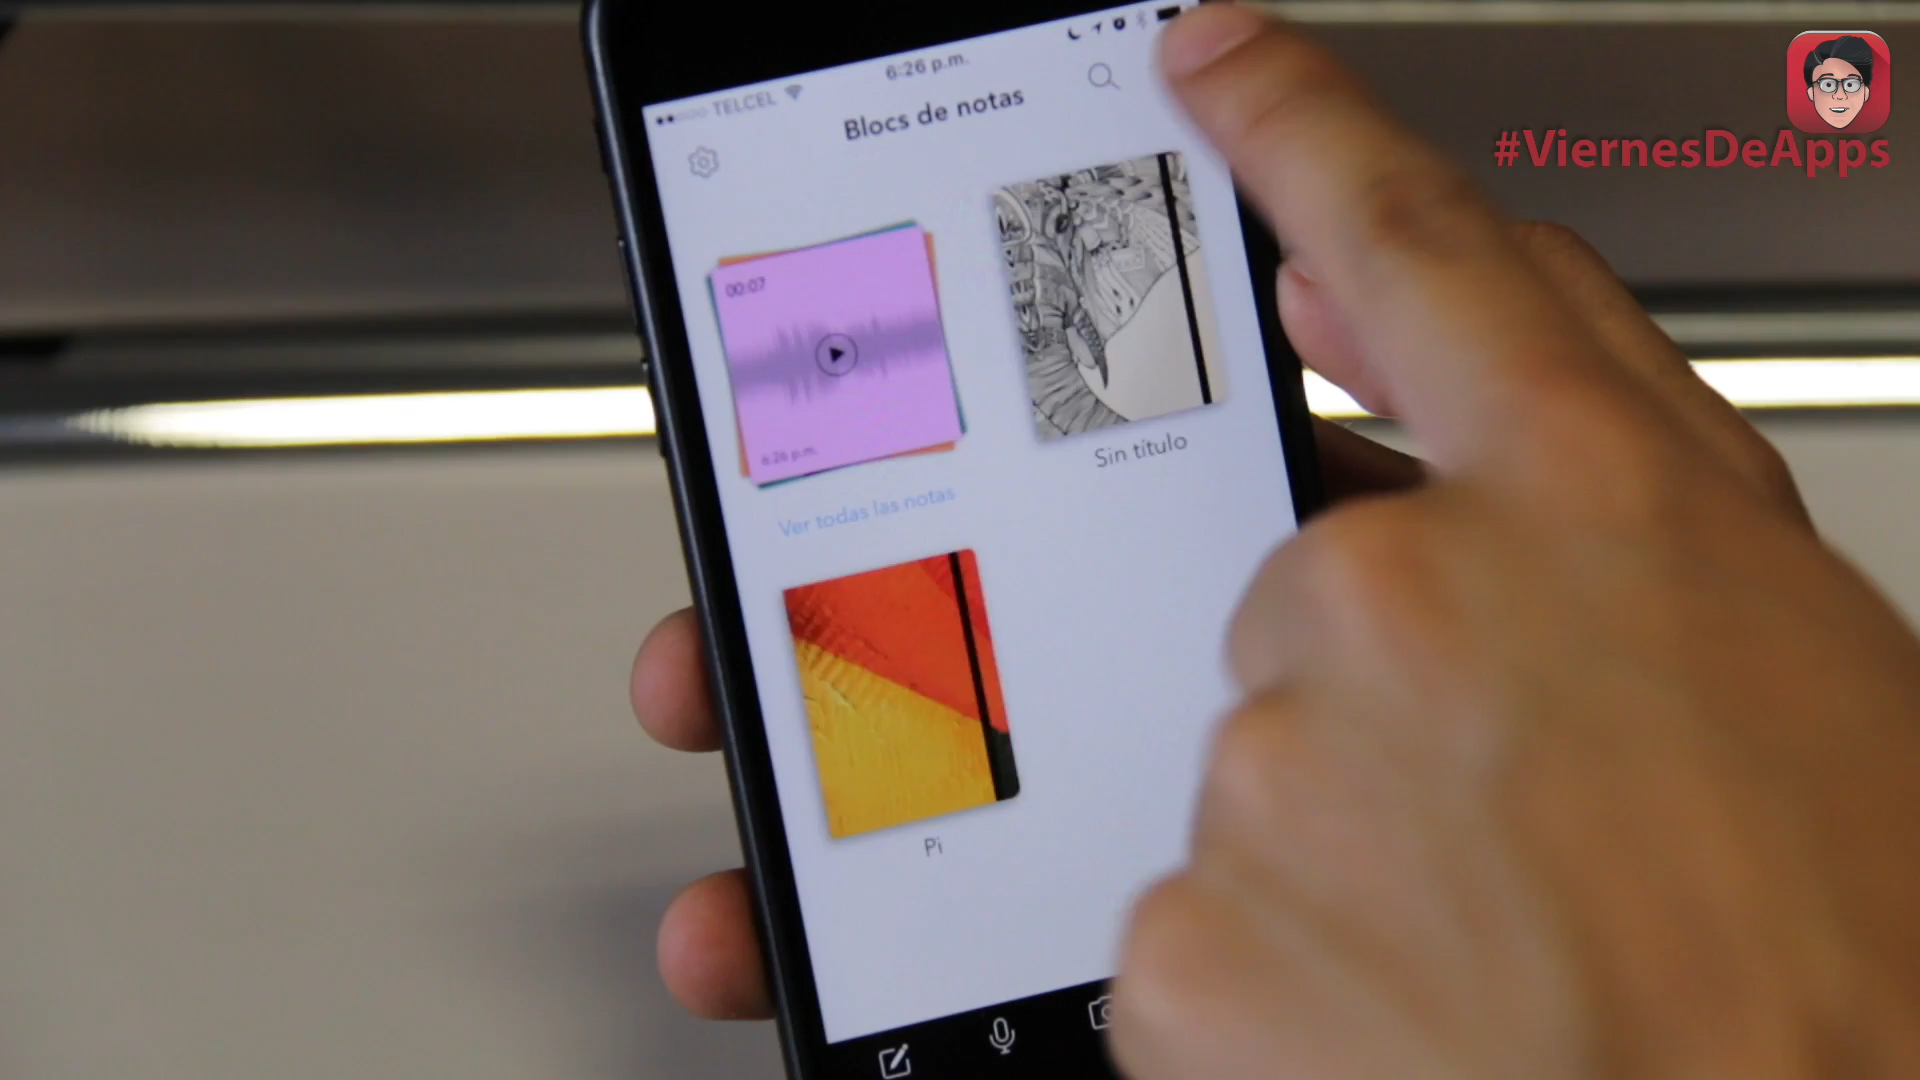 TELCEL
6:26 p.m.
Blocs de notas
#ViernesDeApps
00:07
6:26 p.m.
Ver todas las notas
Sin título
Pi